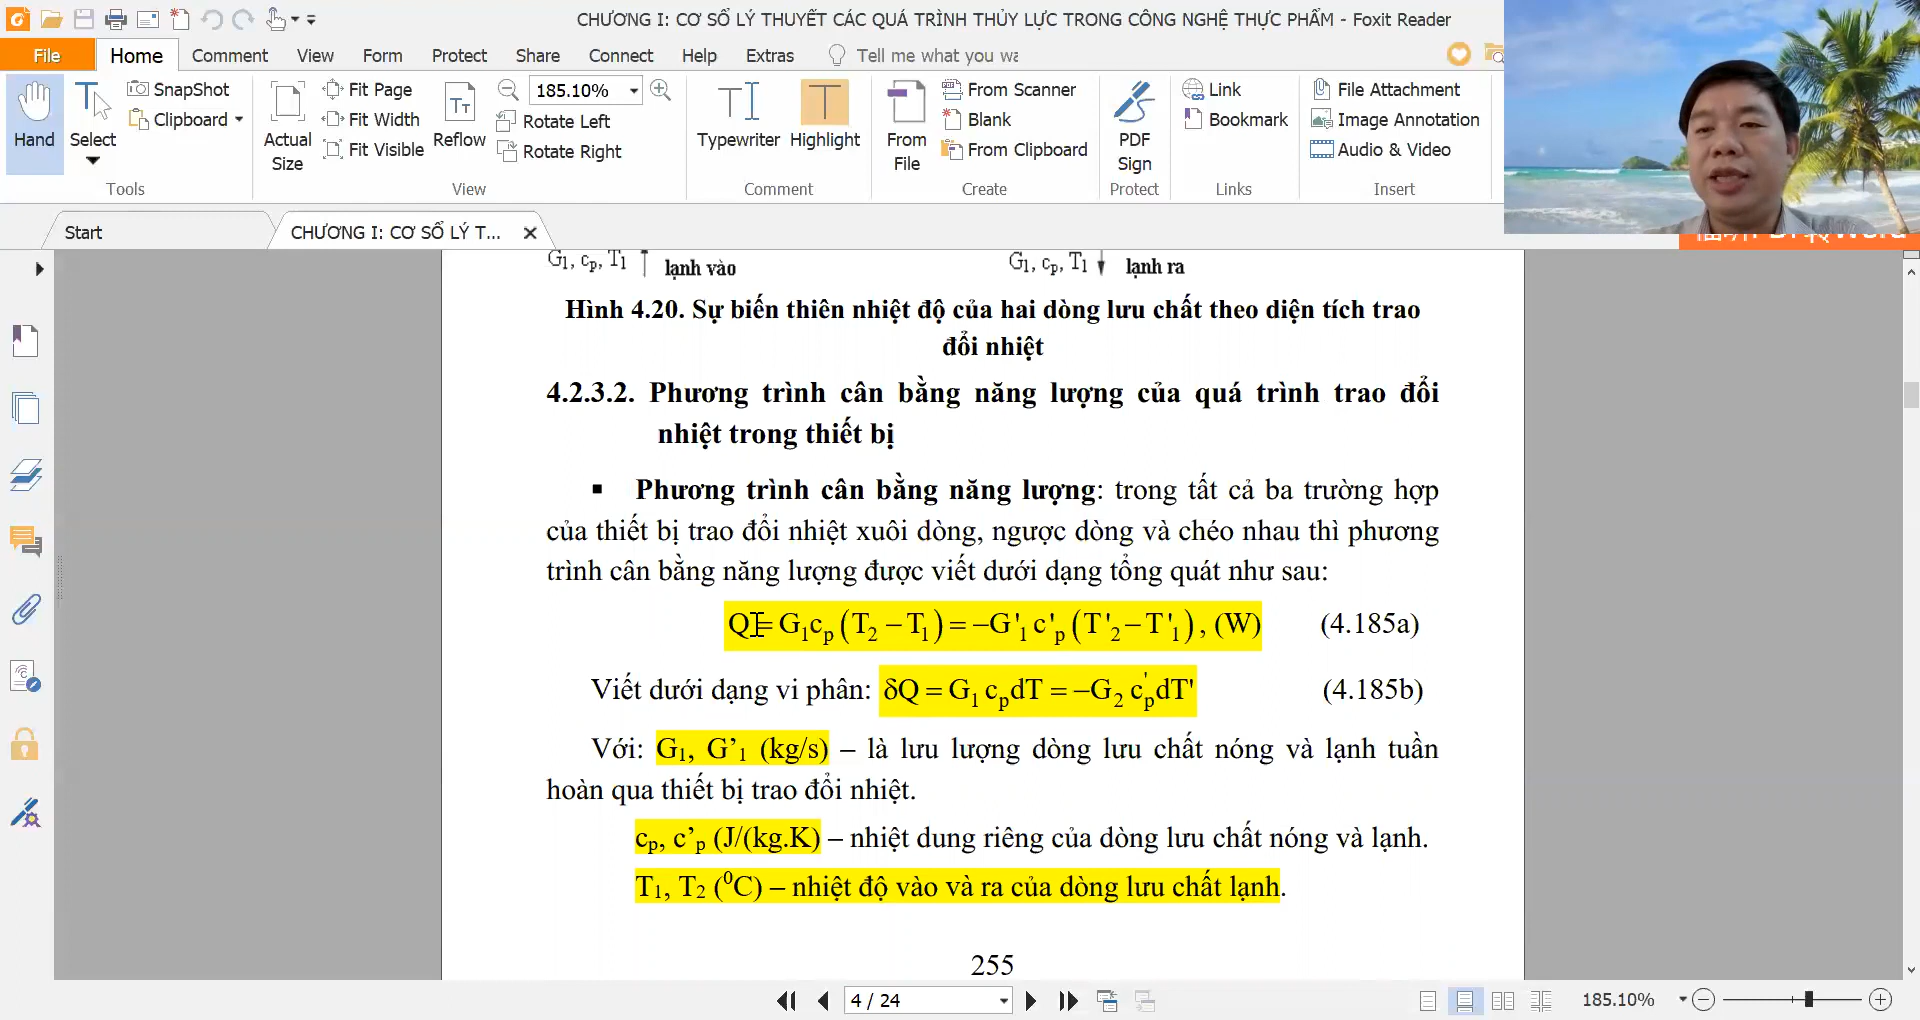 CHƯƠNG I: CƠ SỔ LÝ THUYẾT CÁC QUÁ TRÌNH THỦY LỰC TRONG CÔNG NGHỆ THỰC PHẨM - Foxit Reader
File Home Comment View Form Protect Share Connect Help Extras Tell me what you wa
Hand
Select
SnapShot
Clipboard
Tools
Actual Size
Fit Page
Fit Width
Fit Visible
Reflow
Rotate Left
Rotate Right
185.10%
View
Typewriter
Highlight
Comment
From File
From Scanner
Blank
From Clipboard
Create
PDF Sign
Protect
Link
Bookmark
Links
File Attachment
Image Annotation
Audio & Video
Insert
Start
CHƯƠNG I: CƠ SỔ LÝ T...
G₁, cₚ, T₁ lạnh vào G₁, cₚ, T₁ lạnh ra
Hình 4.20. Sự biến thiên nhiệt độ của hai dòng lưu chất theo diện tích trao
đổi nhiệt
4.2.3.2. Phương trình cân bằng năng lượng của quá trình trao đổi
nhiệt trong thiết bị
▪ Phương trình cân bằng năng lượng: trong tất cả ba trường hợp
của thiết bị trao đổi nhiệt xuôi dòng, ngược dòng và chéo nhau thì phương
trình cân bằng năng lượng được viết dưới dạng tổng quát như sau:
Q = G₁cₚ(T₂ − T₁) = −G'₁ c'ₚ(T'₂ − T'₁), (W) (4.185a)
Viết dưới dạng vi phân: δQ = G₁ cₚdT = −G₂ c'ₚdT' (4.185b)
Với: G₁, G’₁ (kg/s) – là lưu lượng dòng lưu chất nóng và lạnh tuần
hoàn qua thiết bị trao đổi nhiệt.
cₚ, c’ₚ (J/(kg.K) – nhiệt dung riêng của dòng lưu chất nóng và lạnh.
T₁, T₂ (⁰C) – nhiệt độ vào và ra của dòng lưu chất lạnh.
255
4 / 24
185.10%